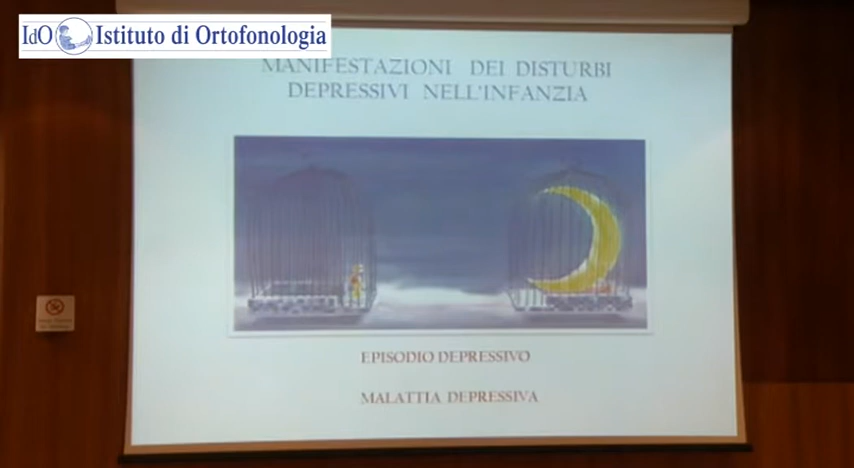 IdO Istituto di Ortofonologia
MANIFESTAZIONI DEI DISTURBI
DEPRESSIVI NELL'INFANZIA
EPISODIO DEPRESSIVO
MALATTIA DEPRESSIVA